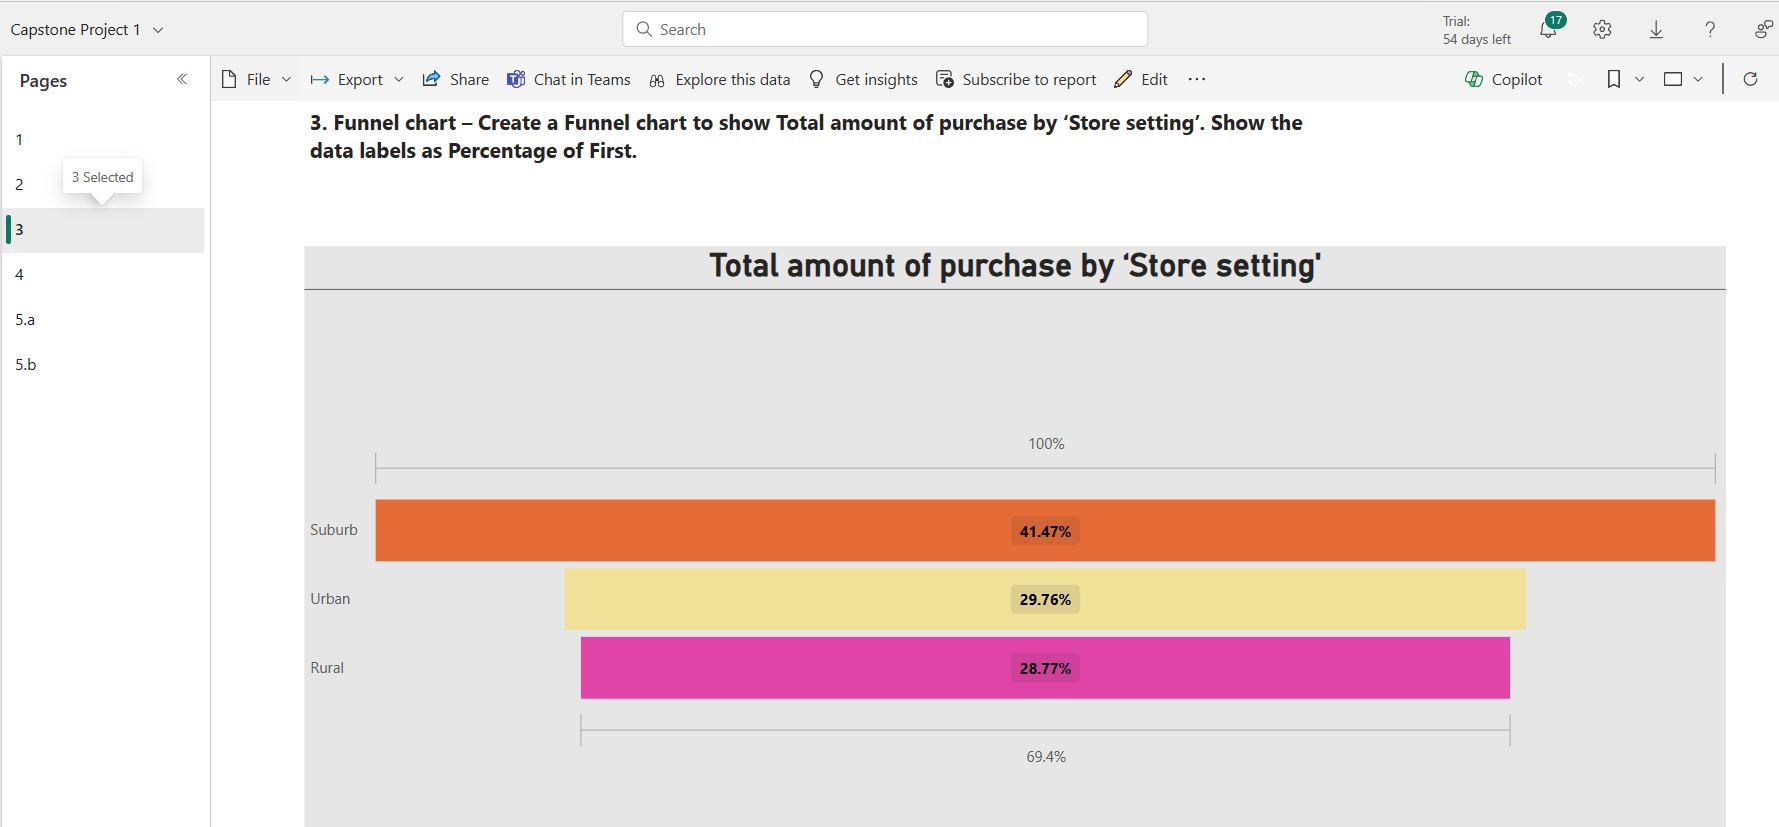 Capstone Project 1
Search
Trial:
54 days left
17
Pages
File
Export
Share
Chat in Teams
Explore this data
Get insights
Subscribe to report
Edit
Copilot
1
2
3 Selected
3
4
5.a
5.b
3. Funnel chart – Create a Funnel chart to show Total amount of purchase by ‘Store setting’. Show the
data labels as Percentage of First.
Total amount of purchase by ‘Store setting'
100%
Suburb
41.47%
Urban
29.76%
Rural
28.77%
69.4%